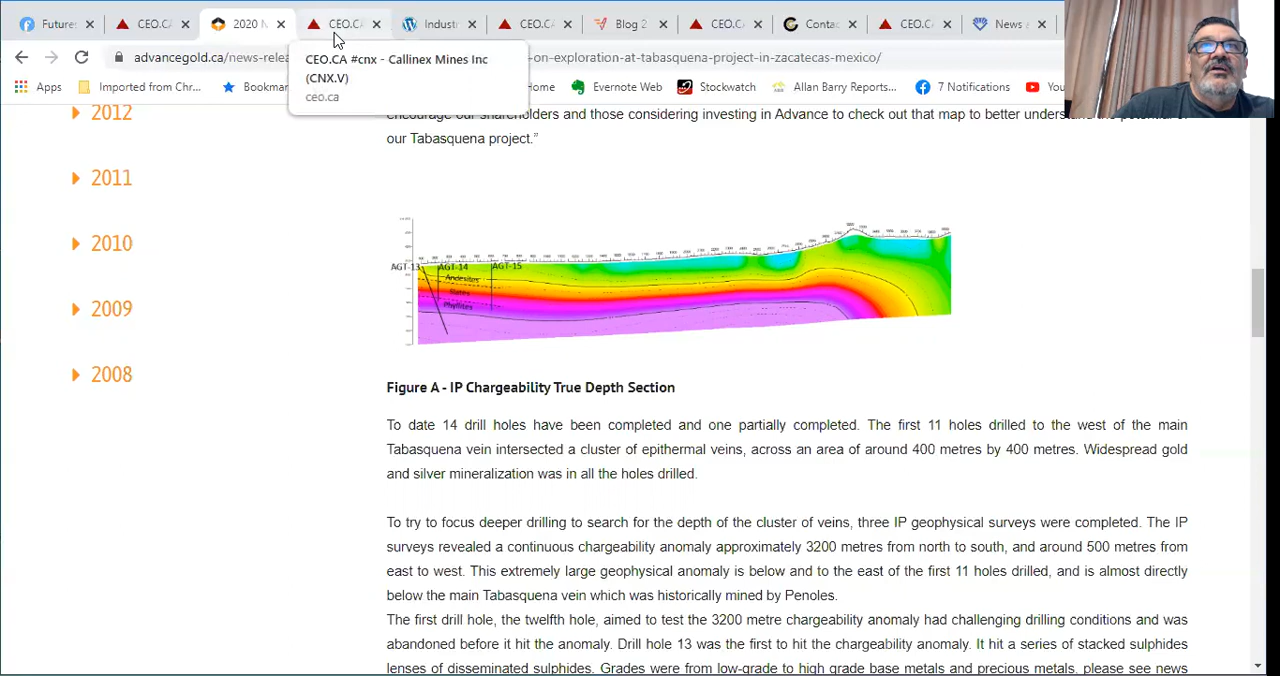 Future:
CEO.CA
2020 N
CEO.CA
Indust
CEO.CA
Blog 2
CEO.CA
Conta
CEO.CA
News a
advancegold.ca/news-relea
-on-exploration-at-tabasquena-project-in-zacatecas-mexico/
CEO.CA #cnx - Callinex Mines Inc
(CNX.V)
ceo.ca
Apps
Imported from Chr...
Bookmar
Home
Evernote Web
Stockwatch
Allan Barry Reports...
7 Notifications
You
2012
2011
2010
2009
2008
encourage our shareholders and those considering investing in Advance to check out that map to better
our Tabasquena project.”
AGT-13
AGT-14
AGT-15
Andesites
Slates
Phyllites
Figure A - IP Chargeability True Depth Section
To date 14 drill holes have been completed and one partially completed. The first 11 holes drilled to the west of the main
Tabasquena vein intersected a cluster of epithermal veins, across an area of around 400 metres by 400 metres. Widespread gold
and silver mineralization was in all the holes drilled.
To try to focus deeper drilling to search for the depth of the cluster of veins, three IP geophysical surveys were completed. The IP
surveys revealed a continuous chargeability anomaly approximately 3200 metres from north to south, and around 500 metres from
east to west. This extremely large geophysical anomaly is below and to the east of the first 11 holes drilled, and is almost directly
below the main Tabasquena vein which was historically mined by Penoles.
The first drill hole, the twelfth hole, aimed to test the 3200 metre chargeability anomaly had challenging drilling conditions and was
abandoned before it hit the anomaly. Drill hole 13 was the first to hit the chargeability anomaly. It hit a series of stacked sulphides
lenses of disseminated sulphides. Grades were from low-grade to high grade base metals and precious metals, please see news